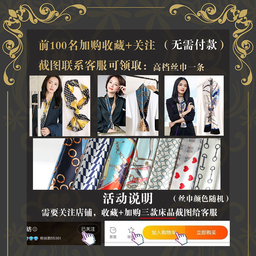 前100名加购收藏+关注（无需付款）
截图联系客服可领取：高档丝巾一条
活动说明（丝巾颜色随机）
需要关注店铺，收藏+加购三款床品截图给客服
已关注
加入购物车
立即购买